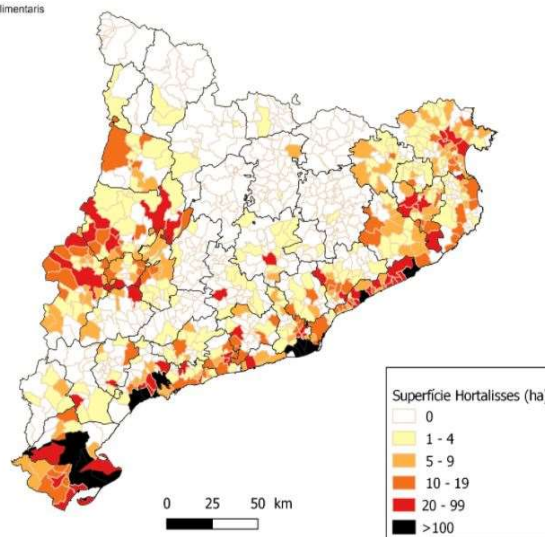 limentaris
0 25 50 km
Superfície Hortalisses (ha)
0
1 - 4
5 - 9
10 - 19
20 - 99
>100